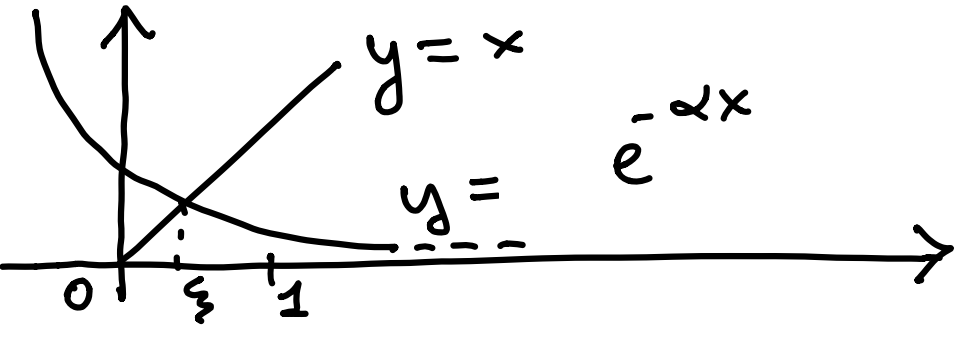 y = x
y = e^{-αx}
0 ξ 1